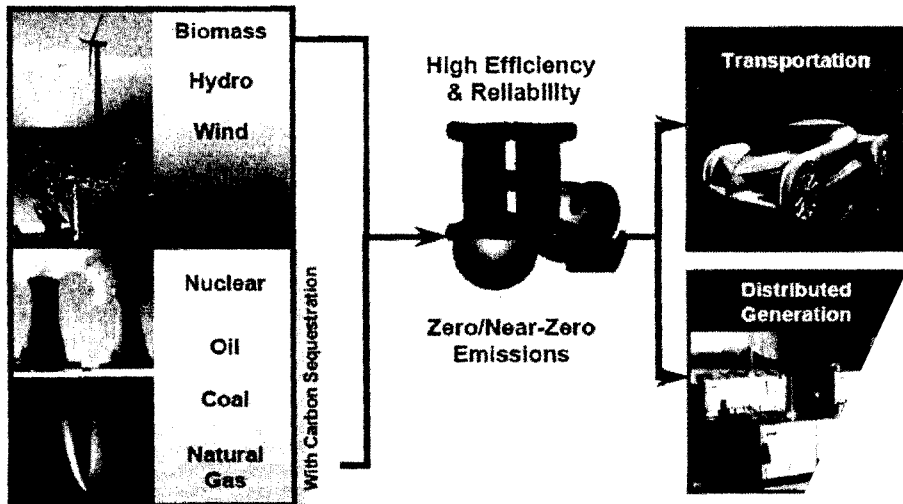 Biomass
Hydro
Wind
Nuclear
Oil
Coal
Natural
Gas
With Carbon Sequestration
High Efficiency
& Reliability
Zero/Near-Zero
Emissions
Transportation
Distributed
Generation